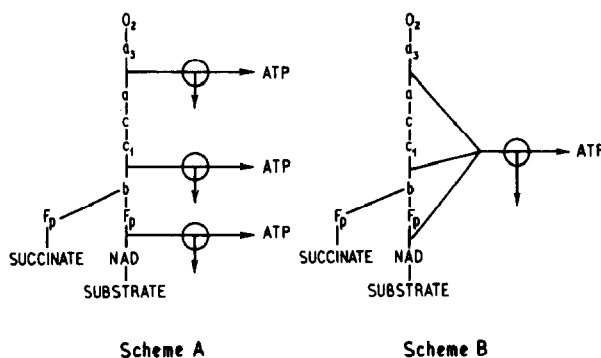 O₂
a₃
ATP
a
c
c₁
ATP
b
Fp
Fp
ATP
SUCCINATE NAD
SUBSTRATE
Scheme A
O₂
a₃
a
c
c₁
ATP
b
Fp
Fp
SUCCINATE NAD
SUBSTRATE
Scheme B